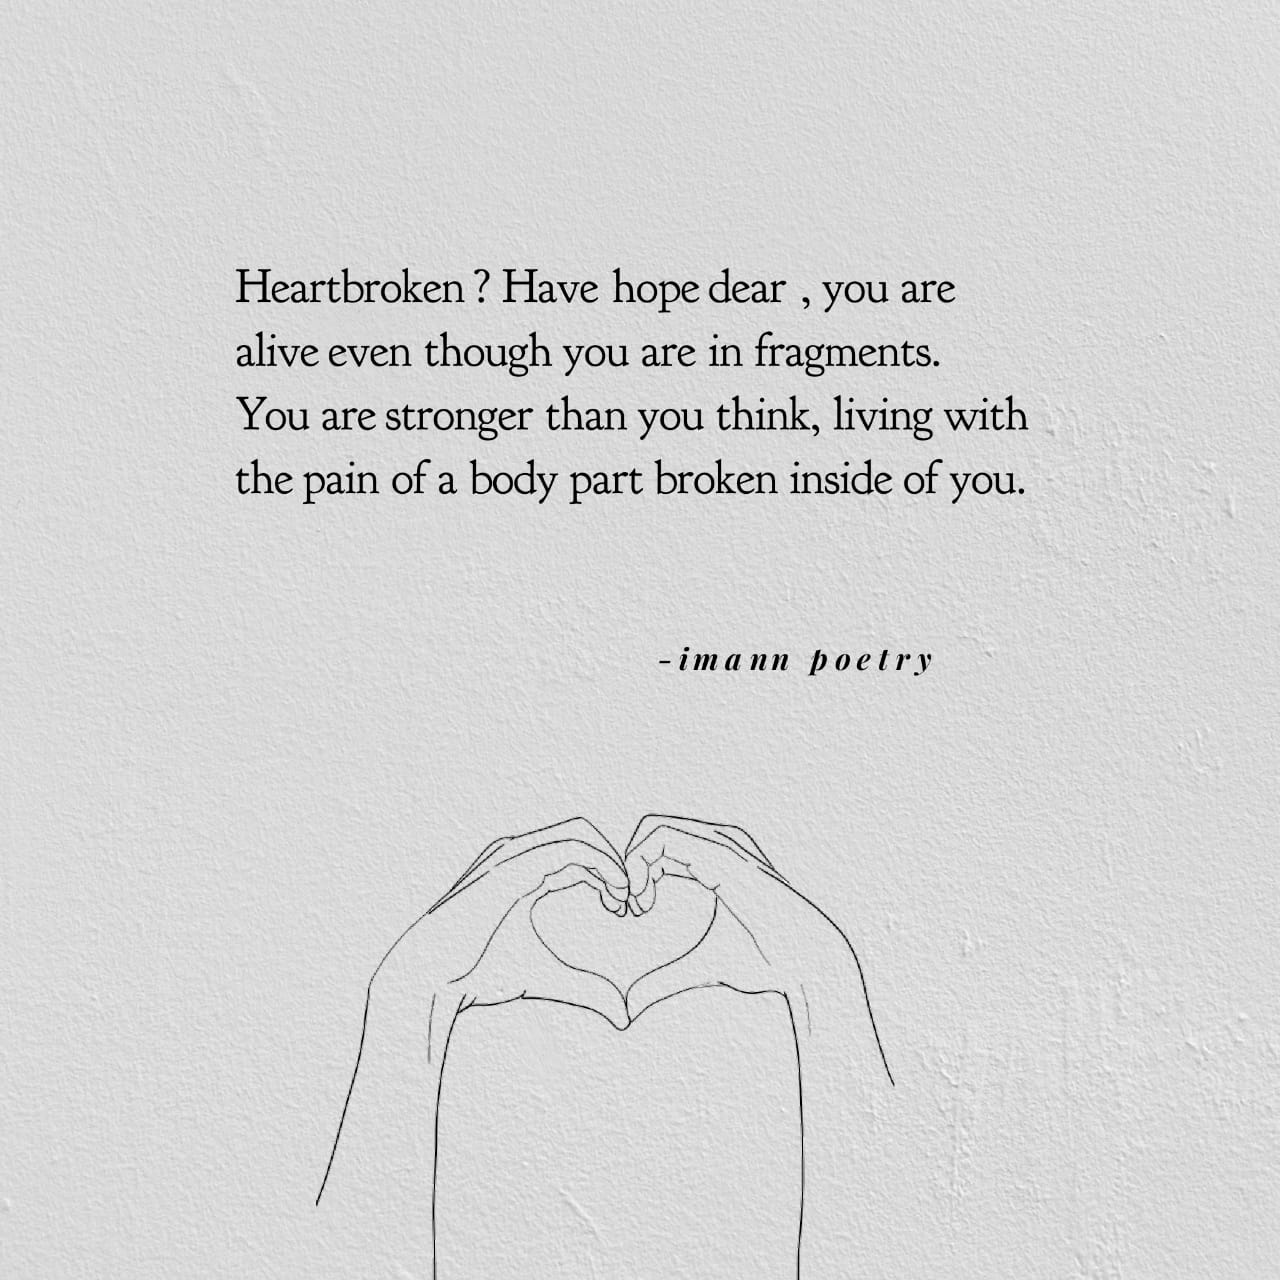 Heartbroken ? Have hope dear , you are
alive even though you are in fragments.
You are stronger than you think, living with
the pain of a body part broken inside of you.
-imann poetry